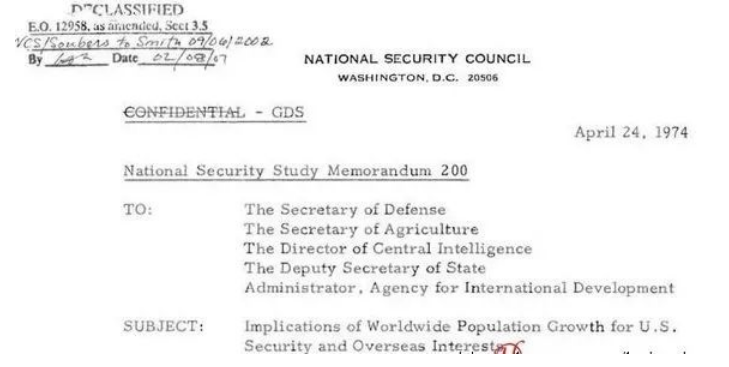 DECLASSIFIED
E.O. 12958, as amended, Sect 3.5
to Smith 09/06/2002
By Date 02/08/07
NATIONAL SECURITY COUNCIL
WASHINGTON, D.C. 20506
CONFIDENTIAL - GDS
April 24, 1974
National Security Study Memorandum 200
TO: The Secretary of Defense
The Secretary of Agriculture
The Director of Central Intelligence
The Deputy Secretary of State
Administrator, Agency for International Development
SUBJECT: Implications of Worldwide Population Growth for U.S.
Security and Overseas Interests